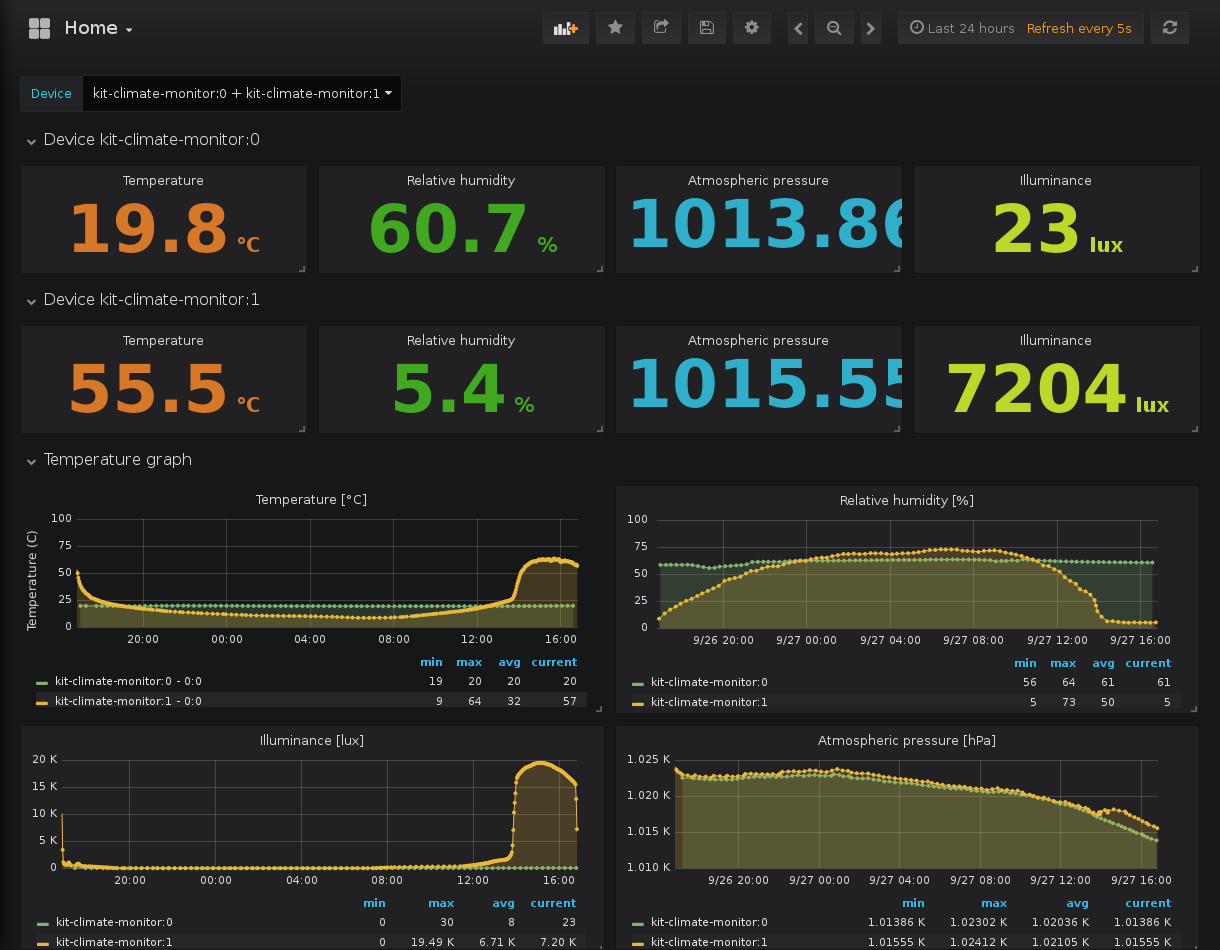 Home
Last 24 hours Refresh every 5s
Device kit-climate-monitor:0 + kit-climate-monitor:1
Device kit-climate-monitor:0
Temperature Relative humidity Atmospheric pressure Illuminance
19.8 °C 60.7 % 1013.86 23 lux
Device kit-climate-monitor:1
Temperature Relative humidity Atmospheric pressure Illuminance
55.5 °C 5.4 % 1015.55 7204 lux
Temperature graph
Temperature [°C]
Temperature (C)
100
75
50
25
0
20:00 00:00 04:00 08:00 12:00 16:00
min max avg current
kit-climate-monitor:0 - 0:0 19 20 20 20
kit-climate-monitor:1 - 0:0 9 64 32 57
Relative humidity [%]
100
75
50
25
0
9/26 20:00 9/27 00:00 9/27 04:00 9/27 08:00 9/27 12:00 9/27 16:00
min max avg current
kit-climate-monitor:0 56 64 61 61
kit-climate-monitor:1 5 73 50 5
Illuminance [lux]
20 K
15 K
10 K
5 K
0
20:00 00:00 04:00 08:00 12:00 16:00
min max avg current
kit-climate-monitor:0 0 30 8 23
kit-climate-monitor:1 0 19.49 K 6.71 K 7.20 K
Atmospheric pressure [hPa]
1.025 K
1.020 K
1.015 K
1.010 K
9/26 20:00 9/27 00:00 9/27 04:00 9/27 08:00 9/27 12:00 9/27 16:00
min max avg current
kit-climate-monitor:0 1.01386 K 1.02302 K 1.02036 K 1.01386 K
kit-climate-monitor:1 1.01555 K 1.02412 K 1.02105 K 1.01555 K